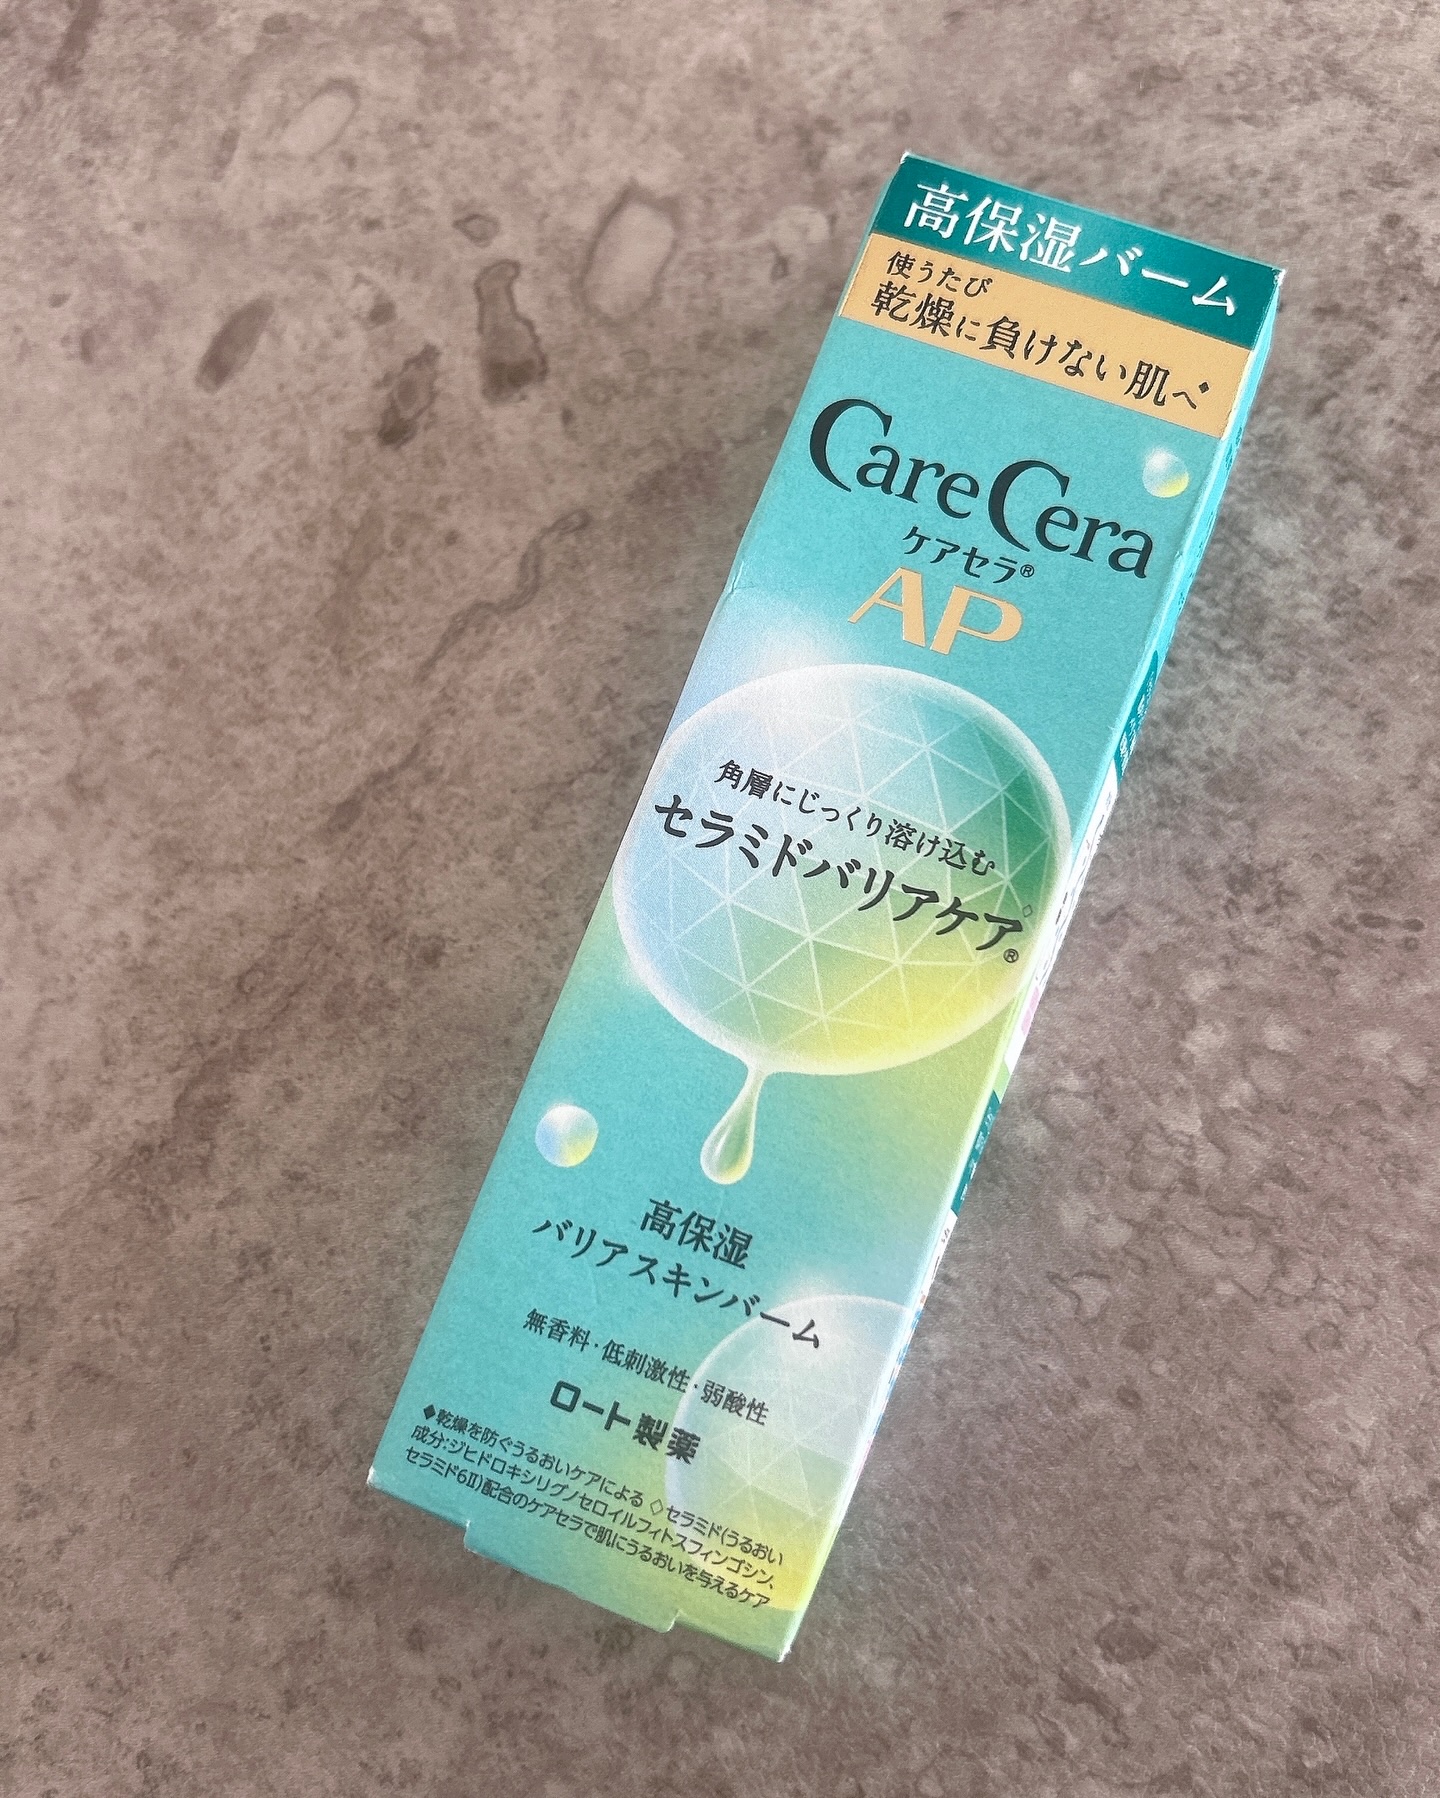 高保湿バーム
使うたび
乾燥に負けない肌へ◆
CareCera
ケアセラ®
AP
角層にじっくり溶け込む
セラミドバリアケア◇®
高保湿
バリアスキンバーム
無香料・低刺激性・弱酸性
ロート製薬
◆乾燥を防ぐうるおいケアによる ◇セラミド(うるおい
成分:ジヒドロキシリグノセロイルフィトスフィンゴシン、
セラミド6Ⅱ)配合のケアセラで肌にうるおいを与えるケア